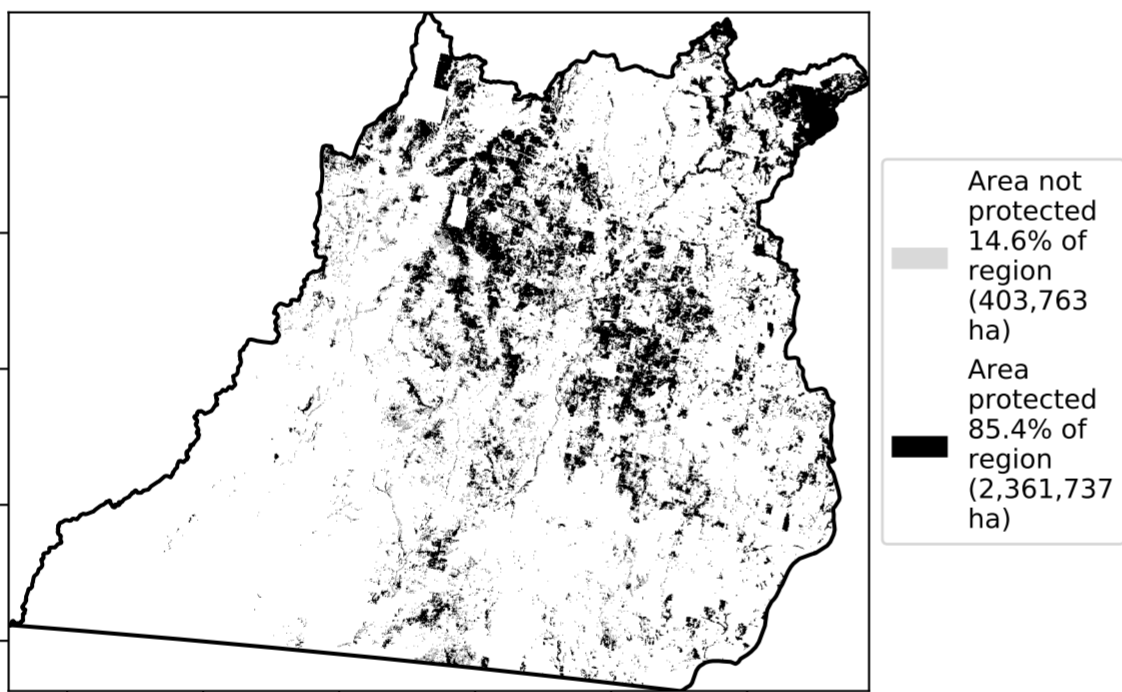 Area not
protected
14.6% of
region
(403,763
ha)
Area
protected
85.4% of
region
(2,361,737
ha)